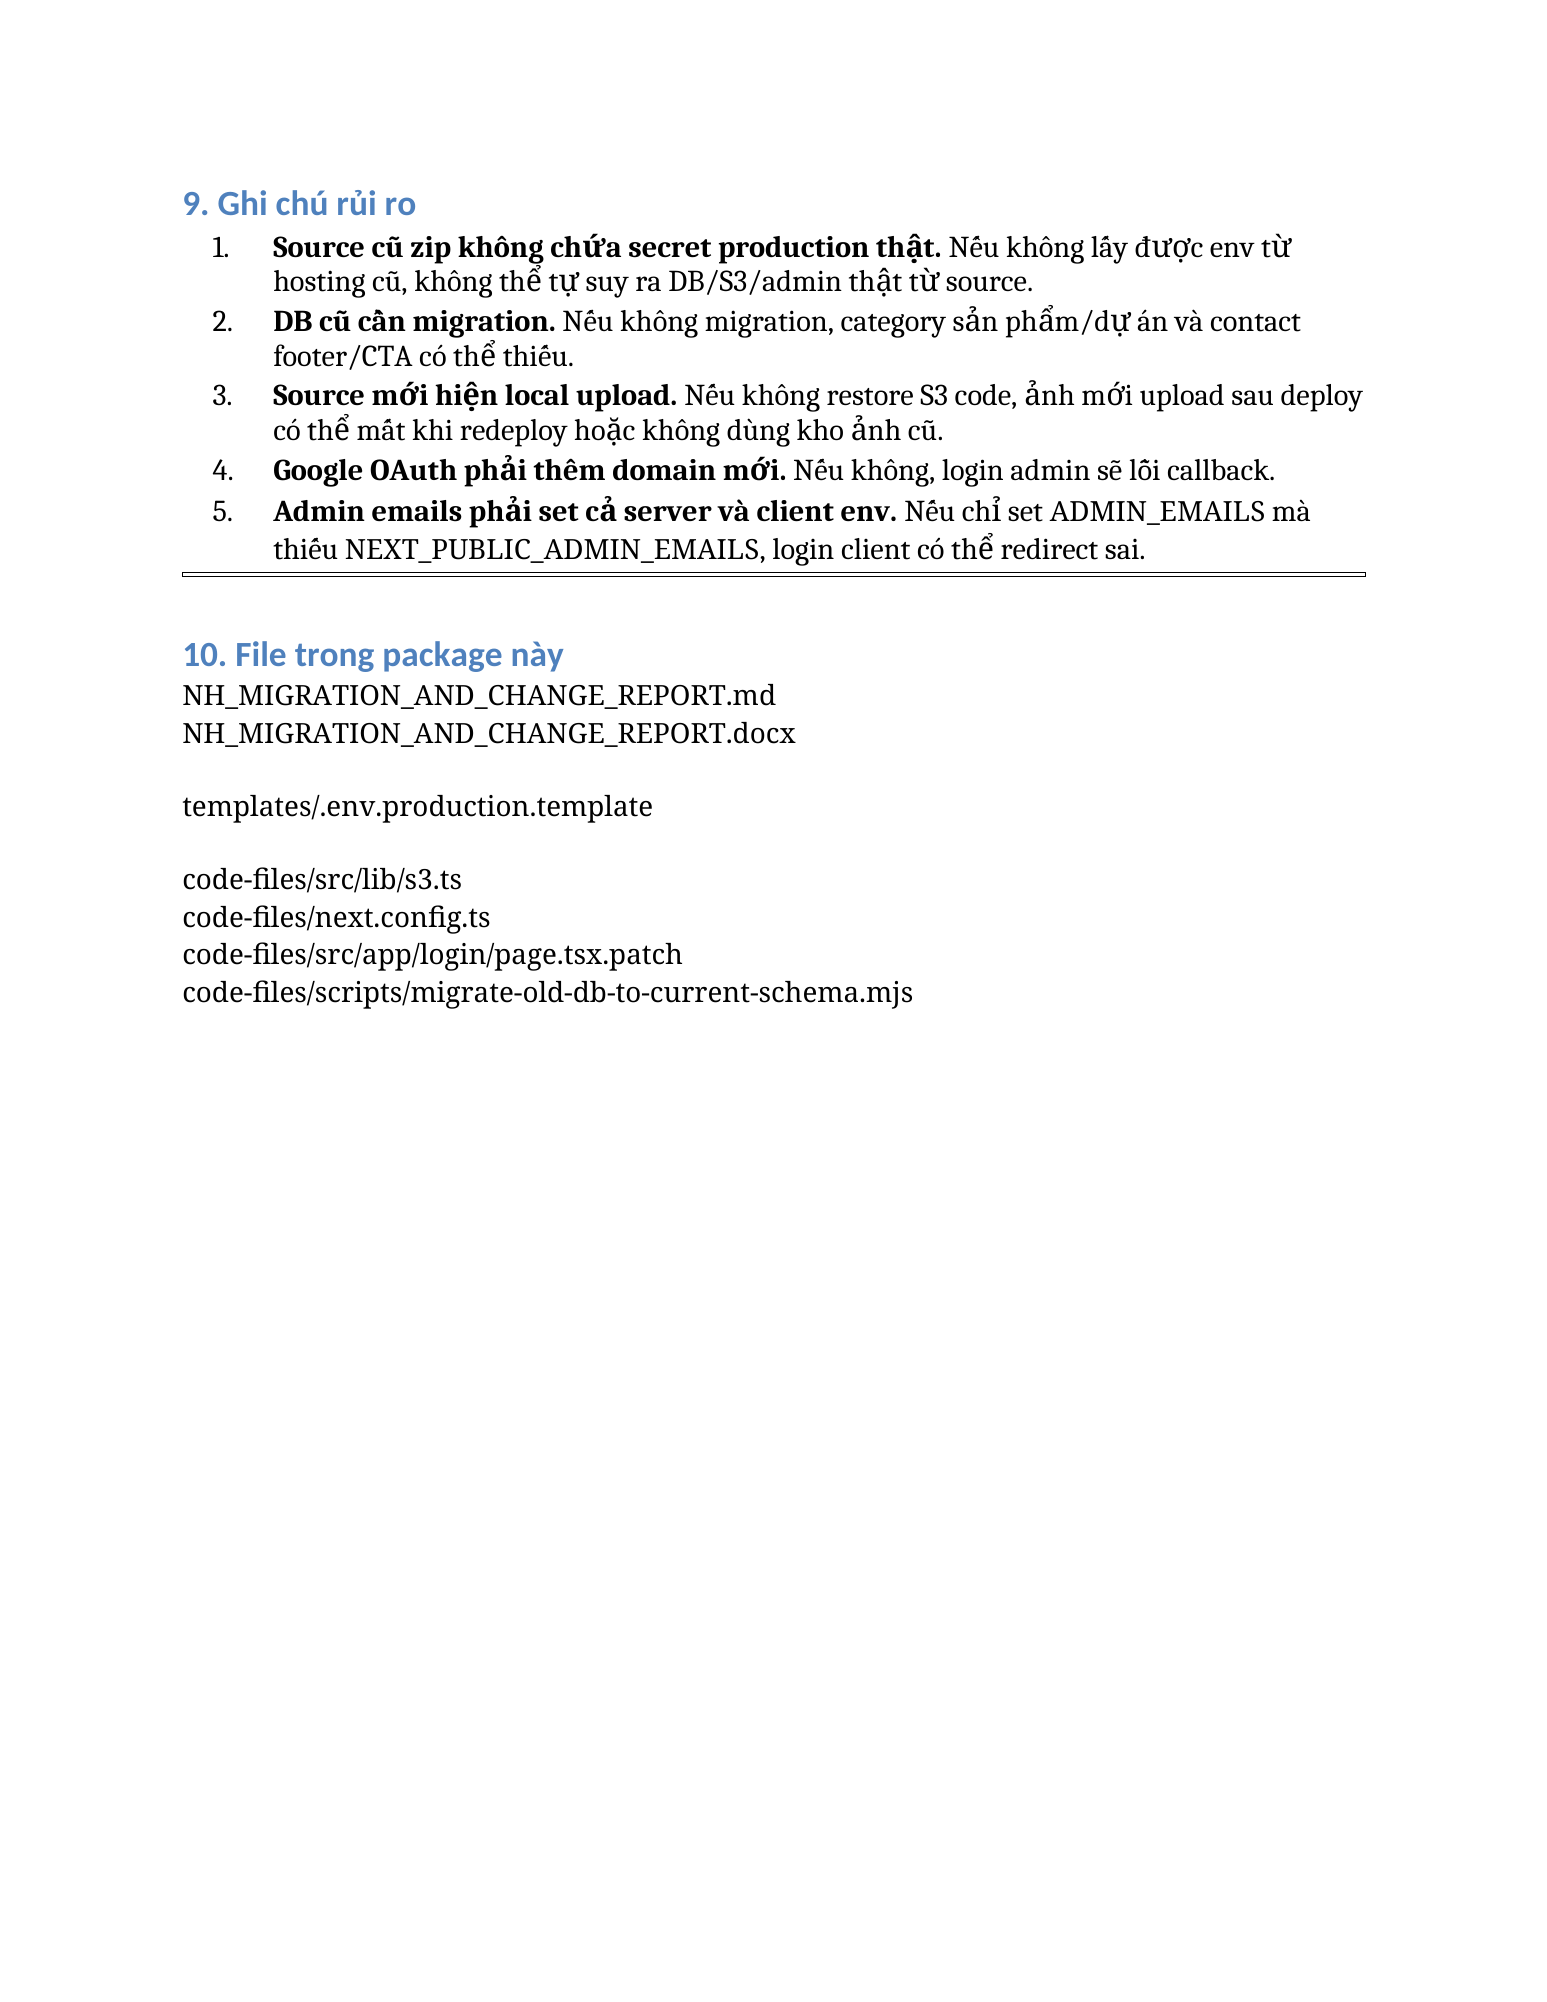 9. Ghi chú rủi ro
1. Source cũ zip không chứa secret production thật. Nếu không lấy được env từ
hosting cũ, không thể tự suy ra DB/S3/admin thật từ source.
2. DB cũ cần migration. Nếu không migration, category sản phẩm/dự án và contact
footer/CTA có thể thiếu.
3. Source mới hiện local upload. Nếu không restore S3 code, ảnh mới upload sau deploy
có thể mất khi redeploy hoặc không dùng kho ảnh cũ.
4. Google OAuth phải thêm domain mới. Nếu không, login admin sẽ lỗi callback.
5. Admin emails phải set cả server và client env. Nếu chỉ set ADMIN_EMAILS mà
thiếu NEXT_PUBLIC_ADMIN_EMAILS, login client có thể redirect sai.
10. File trong package này
NH_MIGRATION_AND_CHANGE_REPORT.md
NH_MIGRATION_AND_CHANGE_REPORT.docx
templates/.env.production.template
code-files/src/lib/s3.ts
code-files/next.config.ts
code-files/src/app/login/page.tsx.patch
code-files/scripts/migrate-old-db-to-current-schema.mjs